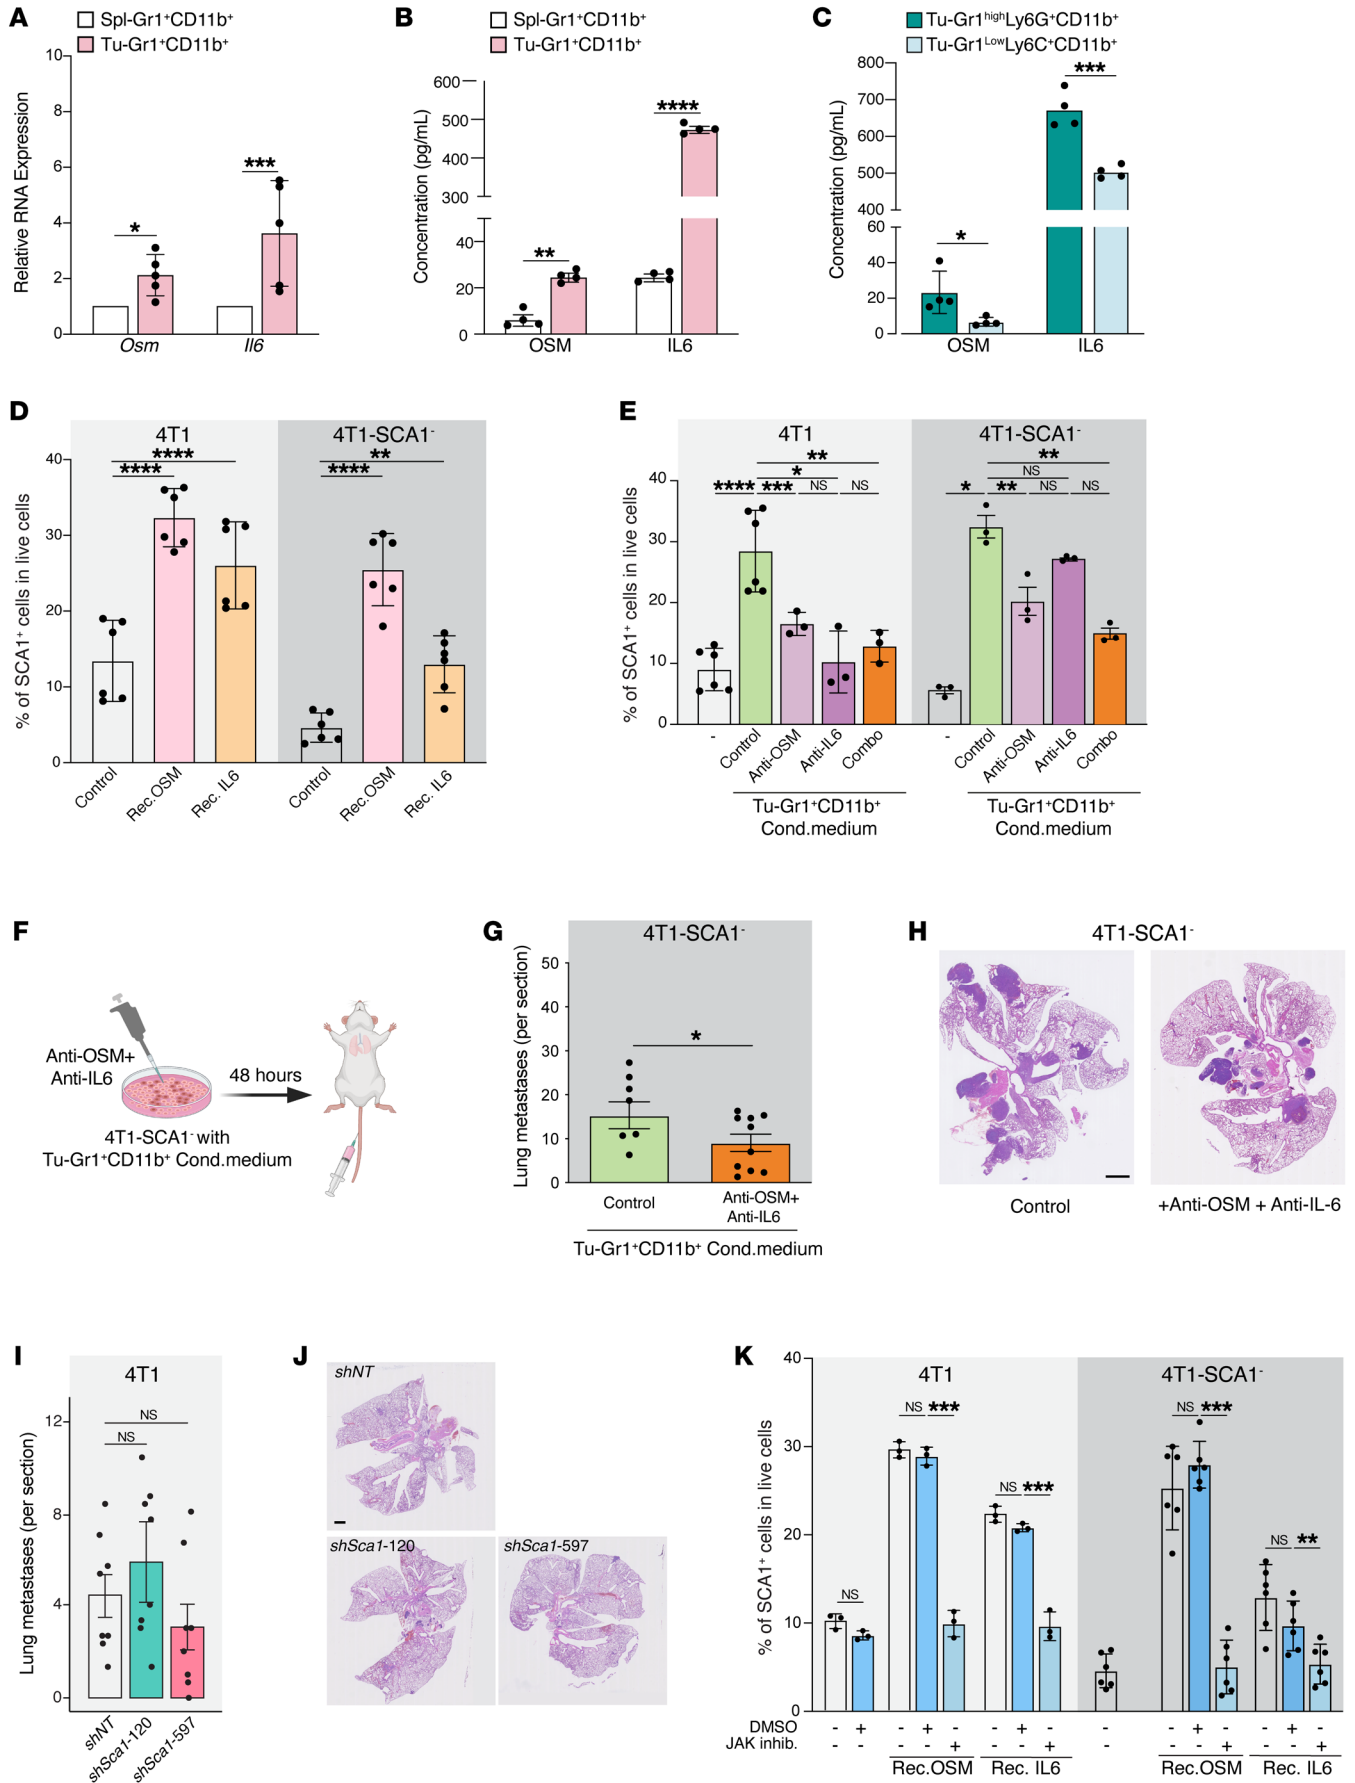 A
Spl-Gr1⁺CD11b⁺
Tu-Gr1⁺CD11b⁺
Relative RNA Expression
10
8
6
4
2
0
*
***
Osm
Il6
B
Spl-Gr1⁺CD11b⁺
Tu-Gr1⁺CD11b⁺
Concentration (pg/mL)
600
500
400
300
40
20
0
**
****
OSM
IL6
C
Tu-Gr1ʰⁱᵍʰLy6G⁺CD11b⁺
Tu-Gr1ᴸᵒʷLy6C⁺CD11b⁺
Concentration (pg/mL)
800
700
600
500
400
60
40
20
0
*
***
OSM
IL6
D
4T1
4T1-SCA1⁻
% of SCA1⁺ cells in live cells
40
30
20
10
0
****
****
**
****
Control
Rec.OSM
Rec. IL6
Control
Rec.OSM
Rec. IL6
E
4T1
4T1-SCA1⁻
% of SCA1⁺ cells in live cells
40
30
20
10
0
**
*
**** *** NS NS
**
NS
* ** NS NS
-
Control
Anti-OSM
Anti-IL6
Combo
-
Control
Anti-OSM
Anti-IL6
Combo
Tu-Gr1⁺CD11b⁺
Cond.medium
Tu-Gr1⁺CD11b⁺
Cond.medium
F
Anti-OSM+
Anti-IL6
48 hours
4T1-SCA1⁻ with
Tu-Gr1⁺CD11b⁺ Cond.medium
G
4T1-SCA1⁻
Lung metastases (per section)
50
40
30
20
10
0
*
Control
Anti-OSM+
Anti-IL6
Tu-Gr1⁺CD11b⁺ Cond.medium
H
4T1-SCA1⁻
Control
+Anti-OSM + Anti-IL-6
I
4T1
Lung metastases (per section)
12
8
4
0
NS
NS
shNT
shSca1-120
shSca1-597
J
shNT
shSca1-120
shSca1-597
K
4T1
4T1-SCA1⁻
% of SCA1⁺ cells in live cells
40
30
20
10
0
NS
NS ***
NS ***
NS ***
NS **
DMSO - + - + - - + - - - + - - + -
JAK inhib. - - - - + - - + - - - + - - +
Rec.OSM
Rec. IL6
Rec.OSM
Rec. IL6